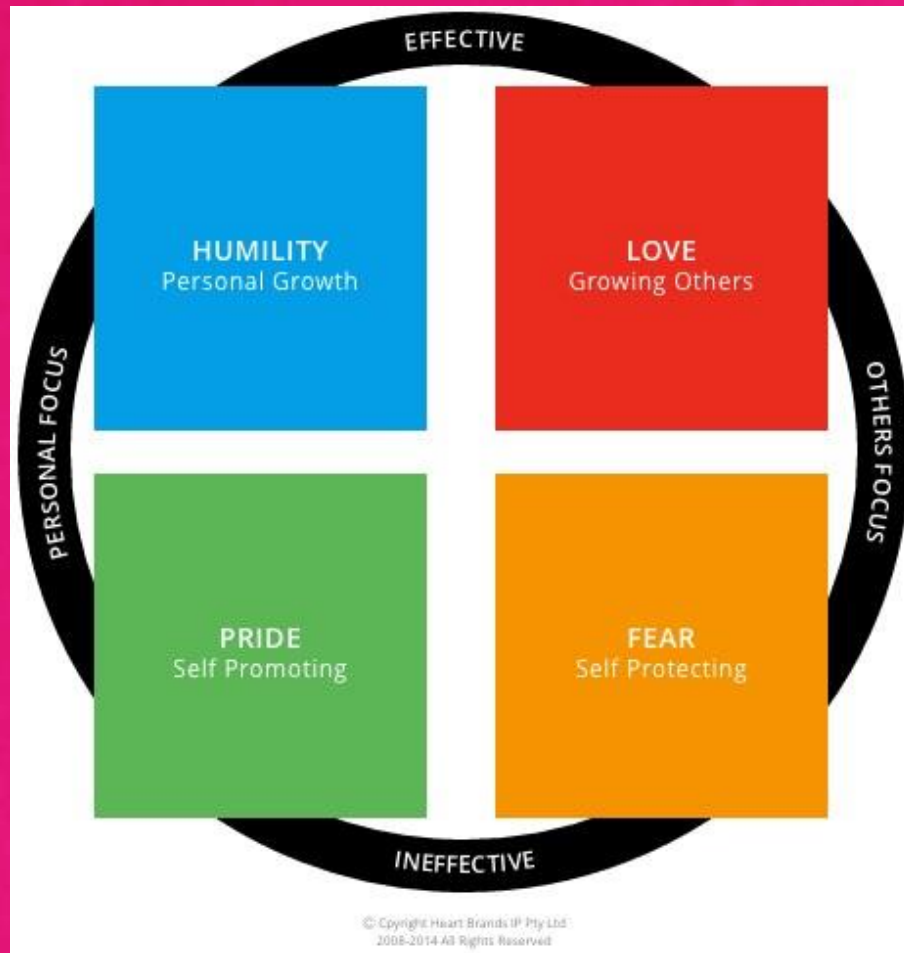 EFFECTIVE
HUMILITY
Personal Growth
LOVE
Growing Others
PERSONAL FOCUS
OTHERS FOCUS
PRIDE
Self Promoting
FEAR
Self Protecting
INEFFECTIVE
© Cpyright Heart Brands IP Pty Ltd
2008-2014 All Rights Reserved